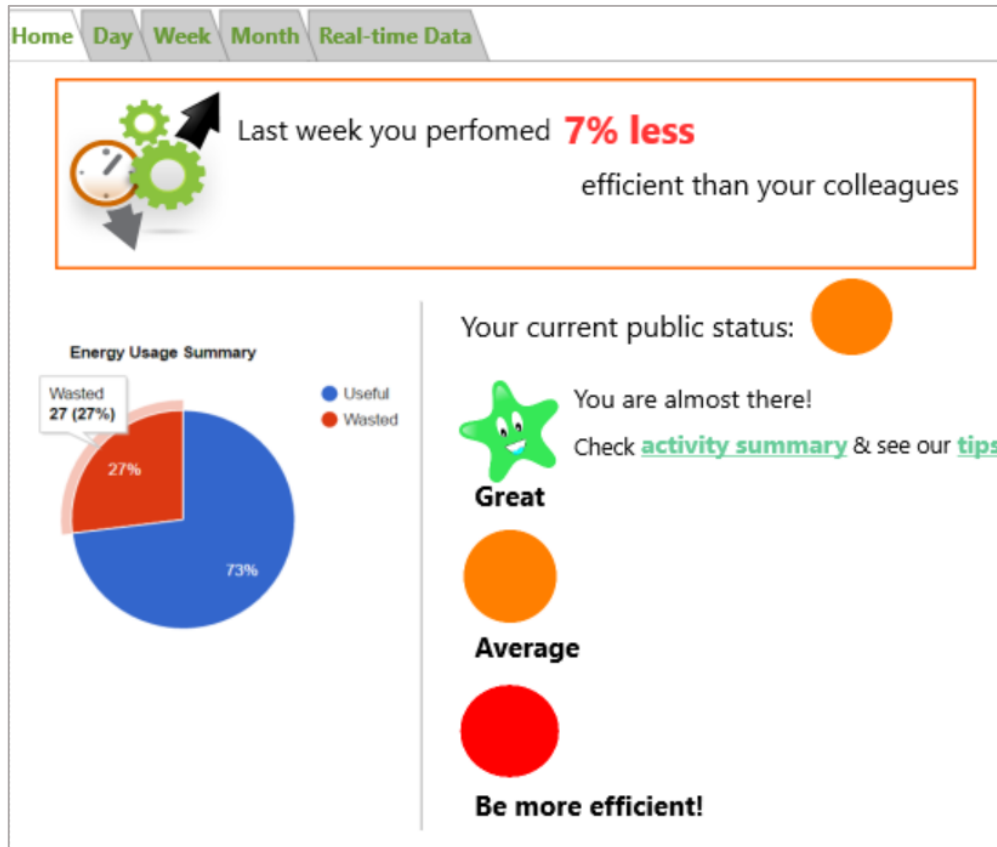 Home Day Week Month Real-time Data
Last week you perfomed 7% less
efficient than your colleagues
Your current public status:
Energy Usage Summary
Wasted
27 (27%)
Useful
Wasted
27%
73%
You are almost there!
Check activity summary & see our tips
Great
Average
Be more efficient!